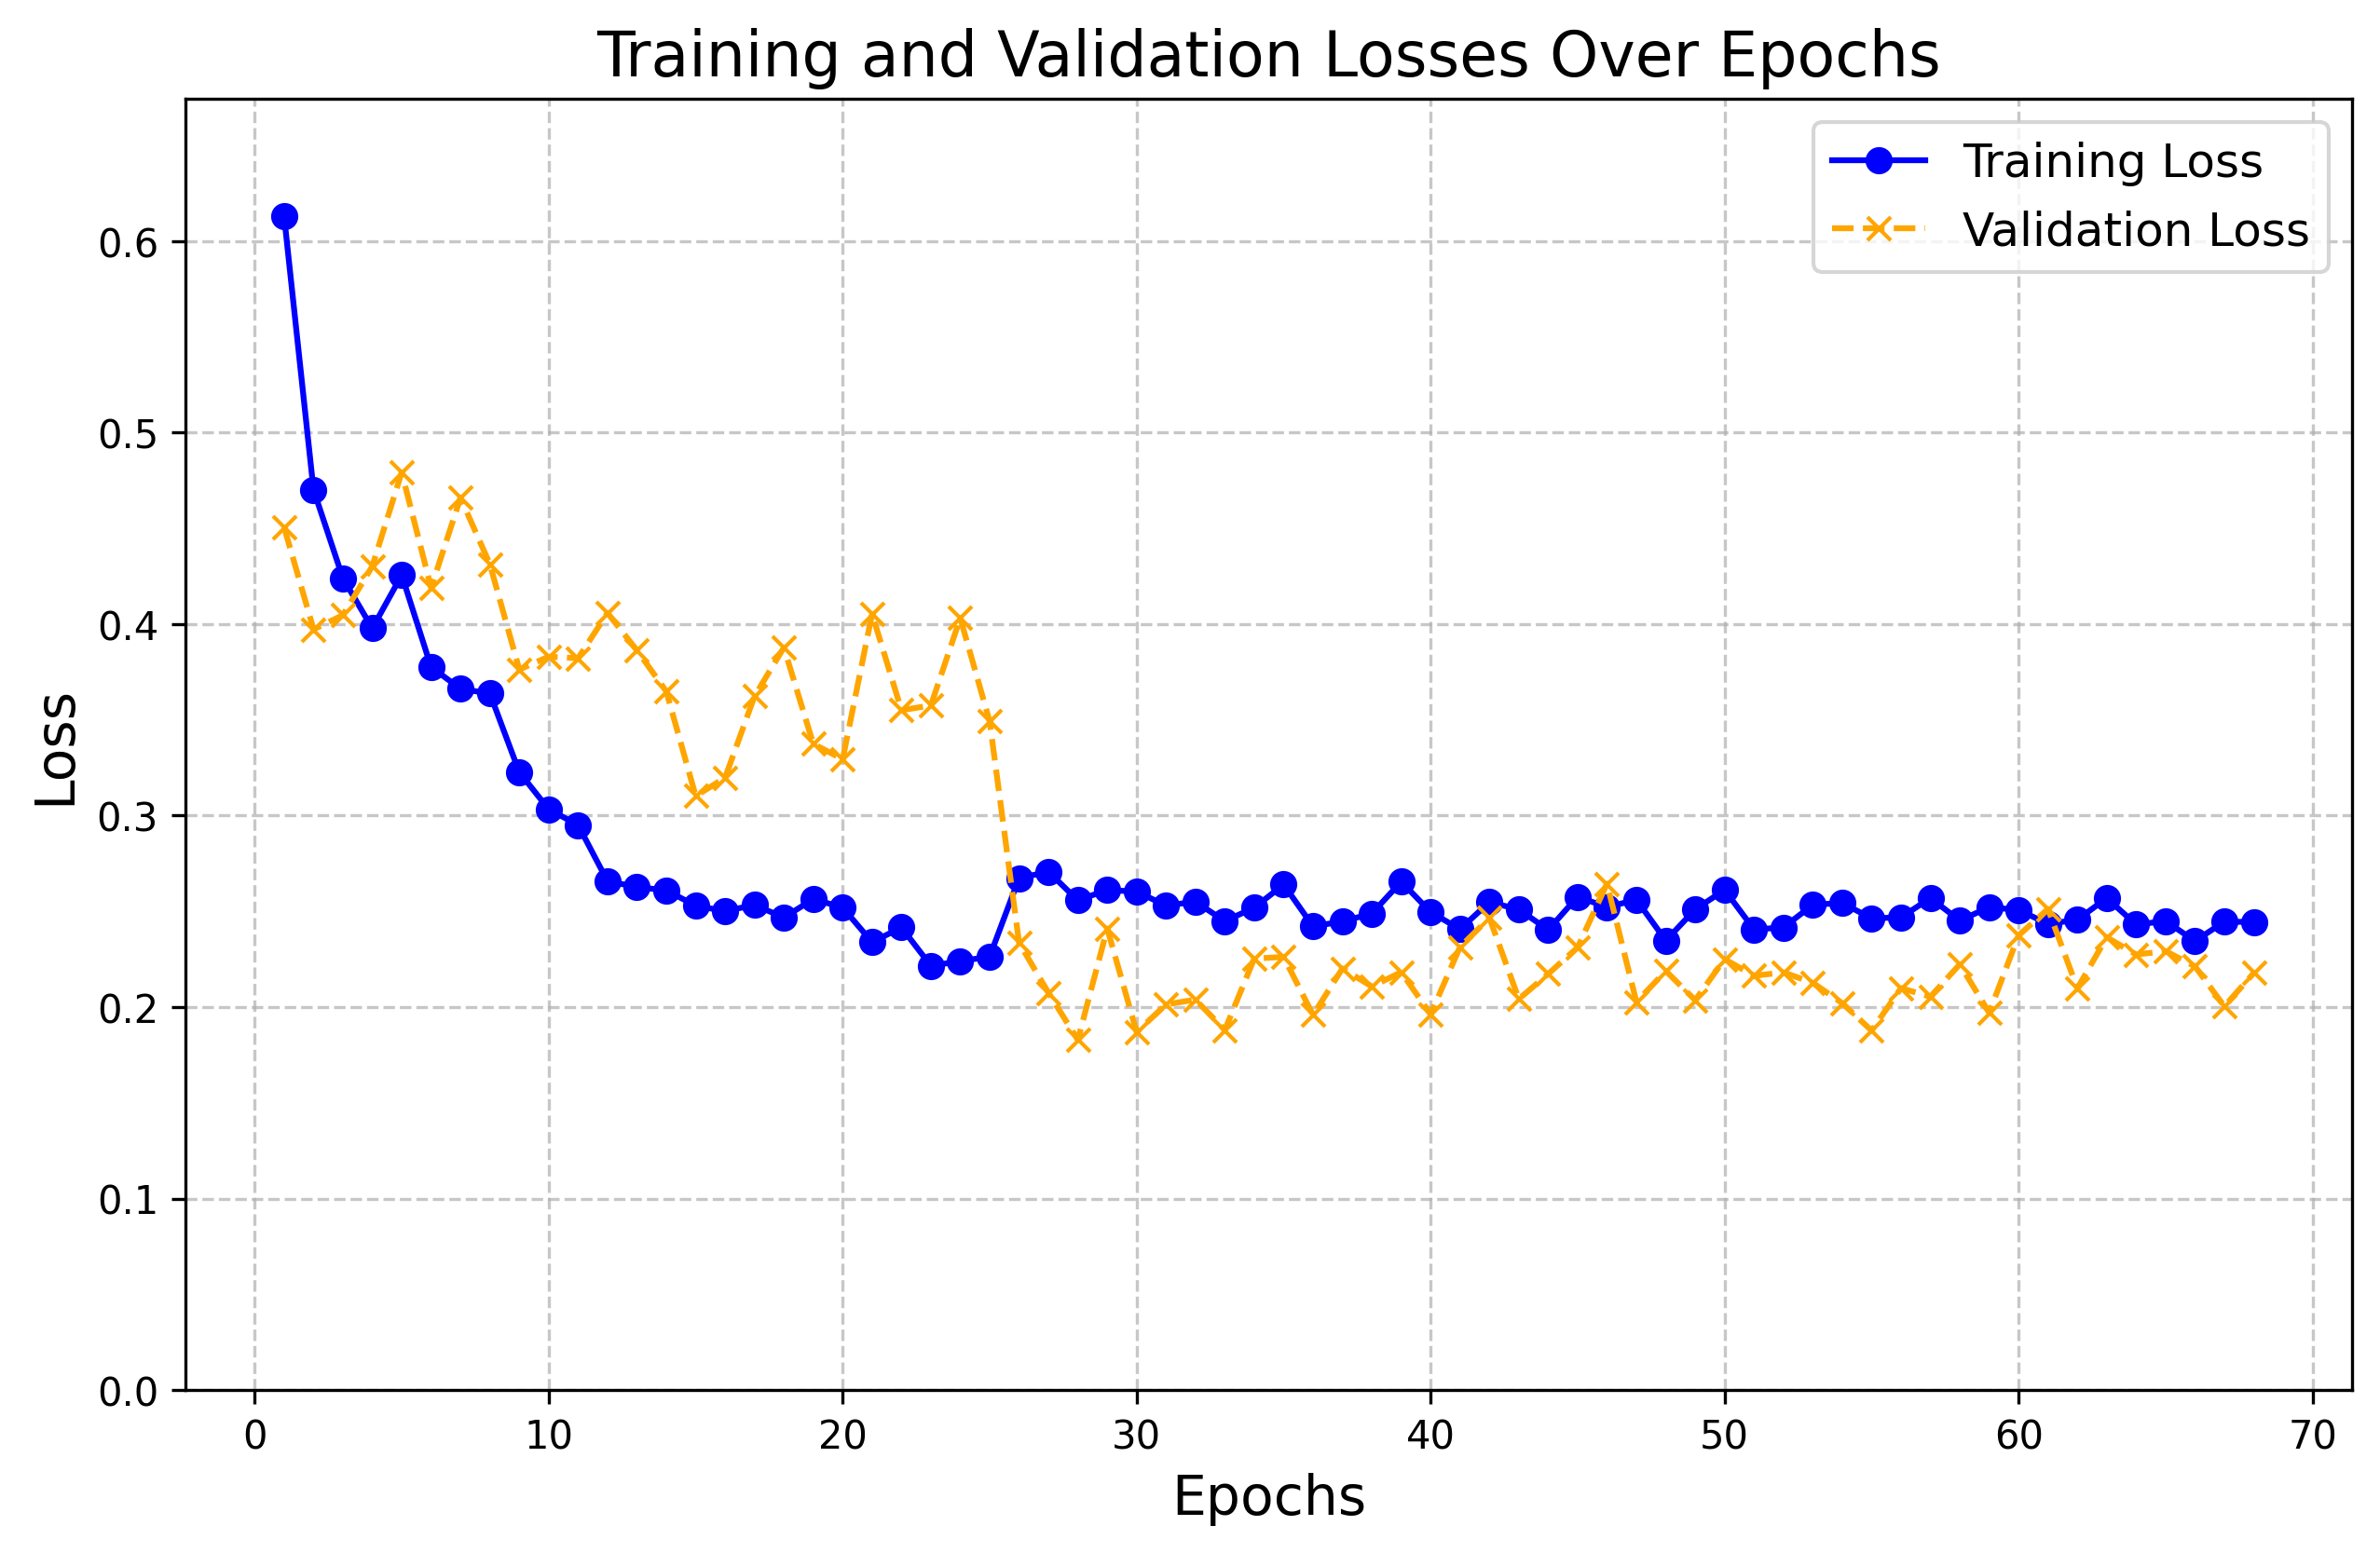 Training and Validation Losses Over Epochs
Training Loss
Validation Loss
0.6
0.5
0.4
0.3
0.2
0.1
0.0
Loss
0 10 20 30 40 50 60 70
Epochs